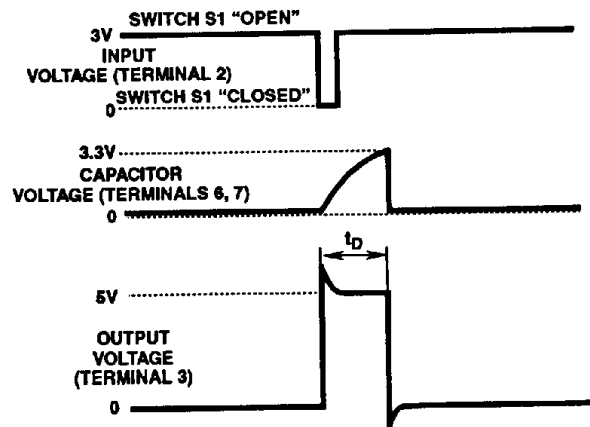 SWITCH S1 “OPEN”
3V
INPUT
VOLTAGE (TERMINAL 2)
SWITCH S1 “CLOSED”
0
3.3V
CAPACITOR
VOLTAGE (TERMINALS 6, 7)
0
tD
5V
OUTPUT
VOLTAGE
(TERMINAL 3)
0